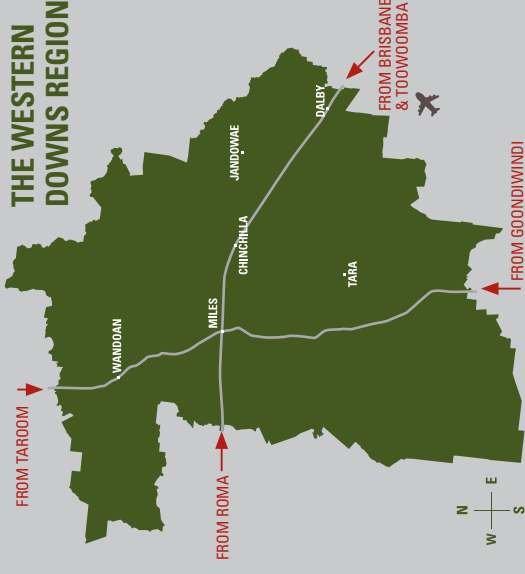 THE WESTERN
DOWNS REGION
FROM BRISBANE
& TOOWOOMBA
DALBY
JANDOWAE
CHINCHILLA
TARA
MILES
WANDOAN
FROM TAROOM
FROM ROMA
FROM GOONDIWINDI
N
W
E
S